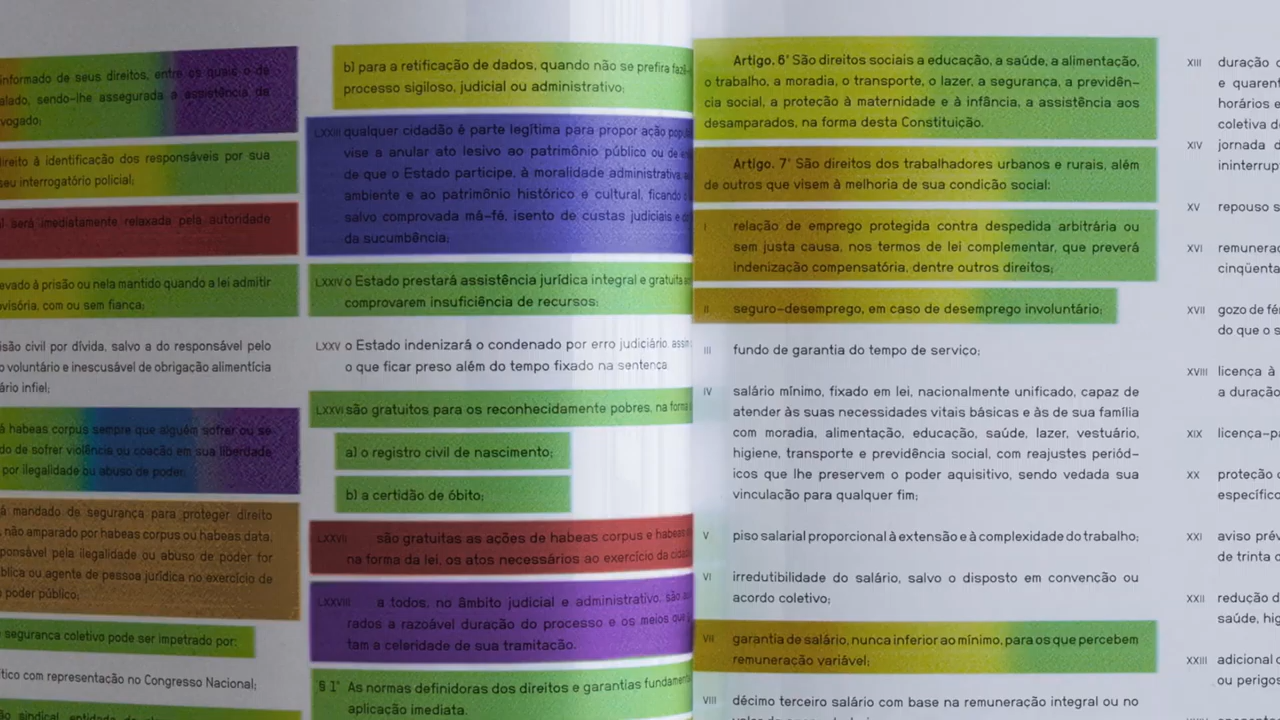 informado de seus direitos, entre os quais o de
alado, sendo-lhe assegurada a assistência da
vogado;
direito à identificação dos responsáveis por sua
seu interrogatório policial;
l será imediatamente relaxada pela autoridade
evado à prisão ou nela mantido quando a lei admitir
visória, com ou sem fiança;
isão civil por dívida, salvo a do responsável pelo
o voluntário e inescusável de obrigação alimentícia
ário infiel;
á habeas corpus sempre que alguém sofrer ou se
do de sofrer violência ou coação em sua liberdade
por ilegalidade ou abuso de poder;
á mandado de segurança para proteger direito
não amparado por habeas corpus ou habeas data,
ponsável pela ilegalidade ou abuso de poder for
blica ou agente de pessoa jurídica no exercício de
o poder público;
segurança coletivo pode ser impetrado por:
ítico com representação no Congresso Nacional;
ão sindical, entidade de
b) para a retificação de dados, quando não se prefira fazê-
processo sigiloso, judicial ou administrativo;
LXXIII qualquer cidadão é parte legítima para propor ação popu
vise a anular ato lesivo ao patrimônio público ou de en
de que o Estado participe, à moralidade administrativa, ao
ambiente e ao patrimônio histórico e cultural, ficando o
salvo comprovada má-fé, isento de custas judiciais e do
da sucumbência;
LXXIV o Estado prestará assistência jurídica integral e gratuita ao
comprovarem insuficiência de recursos;
LXXV o Estado indenizará o condenado por erro judiciário, assim
o que ficar preso além do tempo fixado na sentença
LXXVI são gratuitos para os reconhecidamente pobres, na forma
a) o registro civil de nascimento;
b) a certidão de óbito;
LXXVII são gratuitas as ações de habeas corpus e habeas
na forma da lei, os atos necessários ao exercício da cidada
LXXVIII a todos, no âmbito judicial e administrativo, são
rados a razoável duração do processo e os meios que
tam a celeridade de sua tramitação.
§ 1° As normas definidoras dos direitos e garantias fundament
aplicação imediata.
Artigo. 6° São direitos sociais a educação, a saúde, a alimentação,
o trabalho, a moradia, o transporte, o lazer, a segurança, a previdên-
cia social, a proteção à maternidade e à infância, a assistência aos
desamparados, na forma desta Constituição.
Artigo. 7° São direitos dos trabalhadores urbanos e rurais, além
de outros que visem à melhoria de sua condição social:
I relação de emprego protegida contra despedida arbitrária ou
sem justa causa, nos termos de lei complementar, que preverá
indenização compensatória, dentre outros direitos;
II seguro-desemprego, em caso de desemprego involuntário;
III fundo de garantia do tempo de serviço;
IV salário mínimo, fixado em lei, nacionalmente unificado, capaz de
atender às suas necessidades vitais básicas e às de sua família
com moradia, alimentação, educação, saúde, lazer, vestuário,
higiene, transporte e previdência social, com reajustes periód-
icos que lhe preservem o poder aquisitivo, sendo vedada sua
vinculação para qualquer fim;
V piso salarial proporcional à extensão e à complexidade do trabalho;
VI irredutibilidade do salário, salvo o disposto em convenção ou
acordo coletivo;
VII garantia de salário, nunca inferior ao mínimo, para os que percebem
remuneração variável;
VIII décimo terceiro salário com base na remuneração integral ou no
XIII duração
e quaren
horários e
coletiva d
XIV jornada d
ininterrup
XV repouso s
XVI remunera
cinqüenta
XVII gozo de fé
do que o s
XVIII licença à
a duração
XIX licença-pa
XX proteção
específico
XXI aviso prév
de trinta
XXII redução d
saúde, hig
XXIII adicional
ou perigos